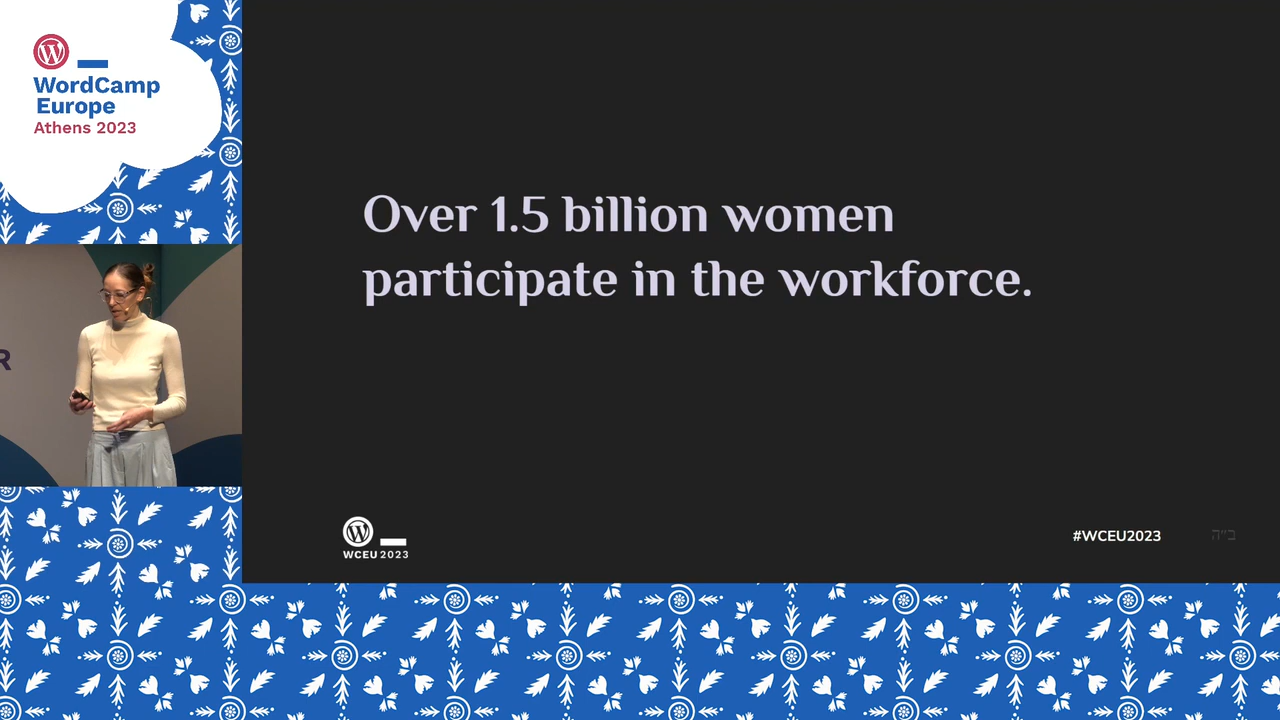 WordCamp
Europe
Athens 2023
R
Over 1.5 billion women
participate in the workforce.
WCEU 2023
#WCEU2023
ב״ה